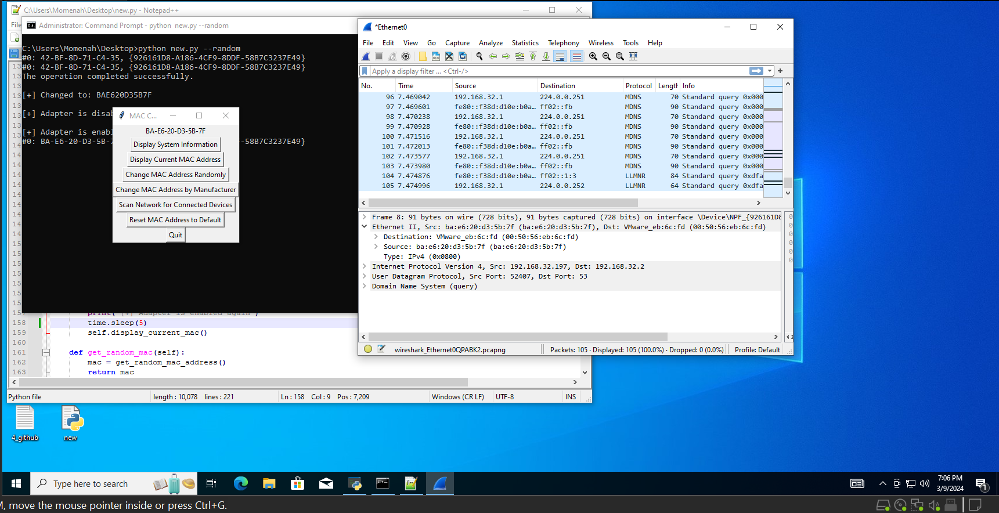 C:\Users\Momenah\Desktop\new.py - Notepad++
File
Administrator: Command Prompt - python  new.py --random
C:\Users\Momenah\Desktop>python new.py --random
#0: 42-BF-8D-71-C4-35, {926161D8-A186-4CF9-8DDF-58B7C3237E49}
#0: 42-BF-8D-71-C4-35, {926161D8-A186-4CF9-8DDF-58B7C3237E49}
The operation completed successfully.
[+] Changed to: BAE620D35B7F
[+] Adapter is disab
[+] Adapter is enabl
#0: BA-E6-20-D3-5B-7 F-58B7C3237E49}
MAC C...
BA-E6-20-D3-5B-7F
Display System Information
Display Current MAC Address
Change MAC Address Randomly
Change MAC Address by Manufacturer
Scan Network for Connected Devices
Reset MAC Address to Default
Quit
158 time.sleep(5)
159 self.display_current_mac()
160
161 def get_random_mac(self):
162 mac = get_random_mac_address()
163 return mac
Python file length : 10,078 lines : 221 Ln : 158 Col : 9 Pos : 7,209 Windows (CR LF) UTF-8 INS
*Ethernet0
File Edit View Go Capture Analyze Statistics Telephony Wireless Tools Help
Apply a display filter ... <Ctrl-/>
No. Time Source Destination Protocol Length Info
96 7.469042 192.168.32.1 224.0.0.251 MDNS 70 Standard query 0x000
97 7.469601 fe80::f38d:d10e:b0a… ff02::fb MDNS 90 Standard query 0x000
98 7.470238 192.168.32.1 224.0.0.251 MDNS 70 Standard query 0x000
99 7.470928 fe80::f38d:d10e:b0a… ff02::fb MDNS 90 Standard query 0x000
100 7.471516 192.168.32.1 224.0.0.251 MDNS 70 Standard query 0x000
101 7.472013 fe80::f38d:d10e:b0a… ff02::fb MDNS 90 Standard query 0x000
102 7.473577 192.168.32.1 224.0.0.251 MDNS 70 Standard query 0x000
103 7.473980 fe80::f38d:d10e:b0a… ff02::fb MDNS 90 Standard query 0x000
104 7.474876 fe80::f38d:d10e:b0a… ff02::1:3 LLMNR 84 Standard query 0xdfa
105 7.474996 192.168.32.1 224.0.0.252 LLMNR 64 Standard query 0xdfa
Frame 8: 91 bytes on wire (728 bits), 91 bytes captured (728 bits) on interface \Device\NPF_{926161D8
Ethernet II, Src: ba:e6:20:d3:5b:7f (ba:e6:20:d3:5b:7f), Dst: VMware_eb:6c:fd (00:50:56:eb:6c:fd)
Destination: VMware_eb:6c:fd (00:50:56:eb:6c:fd)
Source: ba:e6:20:d3:5b:7f (ba:e6:20:d3:5b:7f)
Type: IPv4 (0x0800)
Internet Protocol Version 4, Src: 192.168.32.197, Dst: 192.168.32.2
User Datagram Protocol, Src Port: 52407, Dst Port: 53
Domain Name System (query)
wireshark_Ethernet0QPABK2.pcapng Packets: 105 · Displayed: 105 (100.0%) · Dropped: 0 (0.0%) Profile: Default
4_github
new
Type here to search
7:06 PM
3/9/2024
1
M, move the mouse pointer inside or press Ctrl+G.